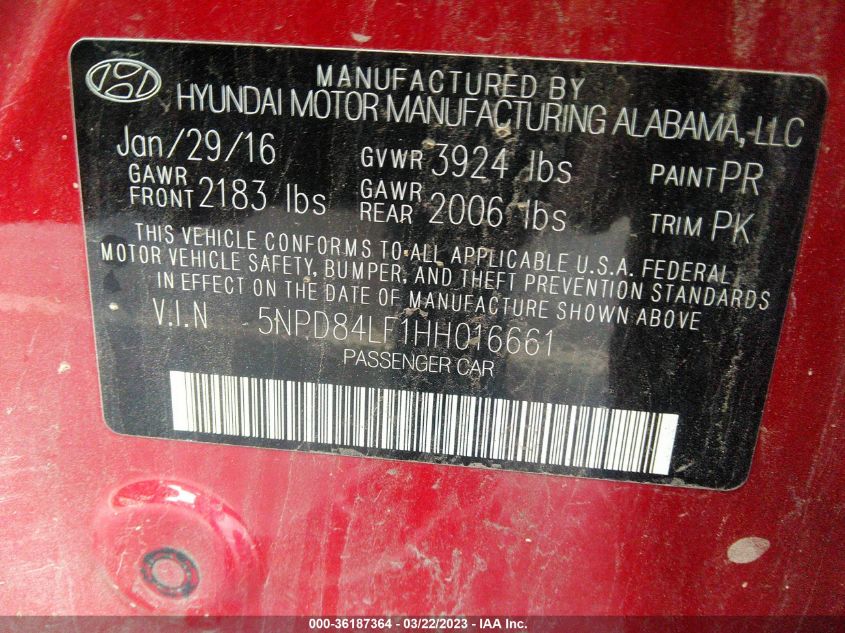 MANUFACTURED BY
HYUNDAI MOTOR MANUFACTURING ALABAMA, LLC
Jan/29/16 GVWR 3924 lbs PAINT PR
GAWR FRONT 2183 lbs GAWR REAR 2006 lbs TRIM PK
THIS VEHICLE CONFORMS TO ALL APPLICABLE U.S.A. FEDERAL
MOTOR VEHICLE SAFETY, BUMPER, AND THEFT PREVENTION STANDARDS
IN EFFECT ON THE DATE OF MANUFACTURE SHOWN ABOVE
V.I.N 5NPD84LF1HH016661
PASSENGER CAR
000-36187364 - 03/22/2023 - IAA Inc.